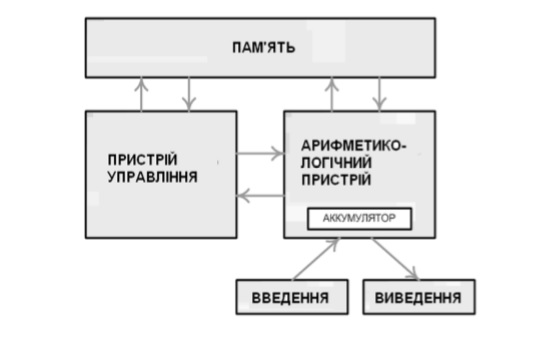 ПАМ'ЯТЬ
ПРИСТРІЙ
УПРАВЛІННЯ
АРИФМЕТИКО-
ЛОГІЧНИЙ
ПРИСТРІЙ
АККУМУЛЯТОР
ВВЕДЕННЯ
ВИВЕДЕННЯ